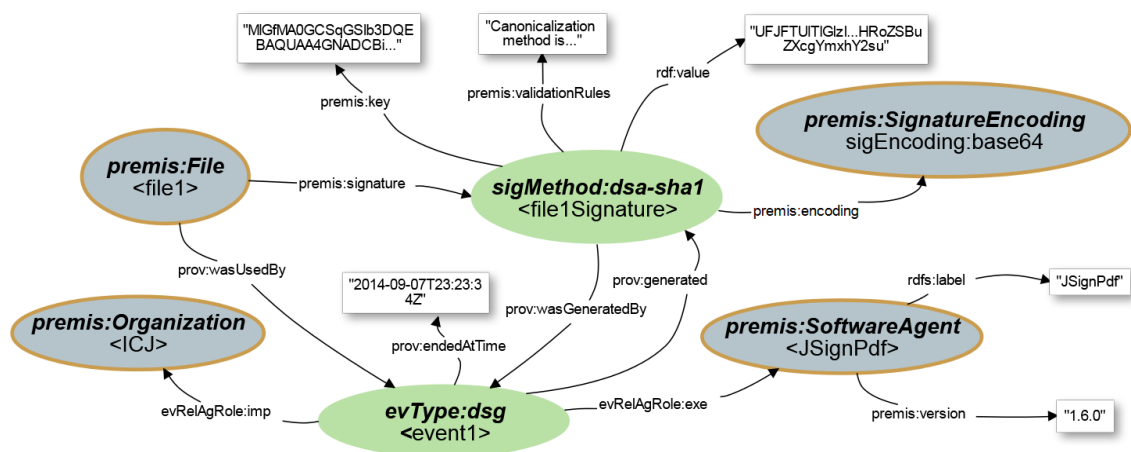 "MIGfMA0GCSqGSIb3DQE
BAQUAA4GNADCBi..."
"Canonicalization
method is..."
"UFJFTUlTIGlzI...HRoZSBu
ZXcgYmxhY2su"
rdf:value
premis:key
premis:validationRules
premis:SignatureEncoding
sigEncoding:base64
premis:File
<file1>
premis:signature
sigMethod:dsa-sha1
<file1Signature>
premis:encoding
prov:wasUsedBy
"2014-09-07T23:23:3
4Z"
prov:generated
rdfs:label
"JSignPdf"
prov:wasGeneratedBy
premis:Organization
<ICJ>
premis:SoftwareAgent
<JSignPdf>
prov:endedAtTime
evRelAgRole:imp
evType:dsg
<event1>
evRelAgRole:exe
premis:version
"1.6.0"